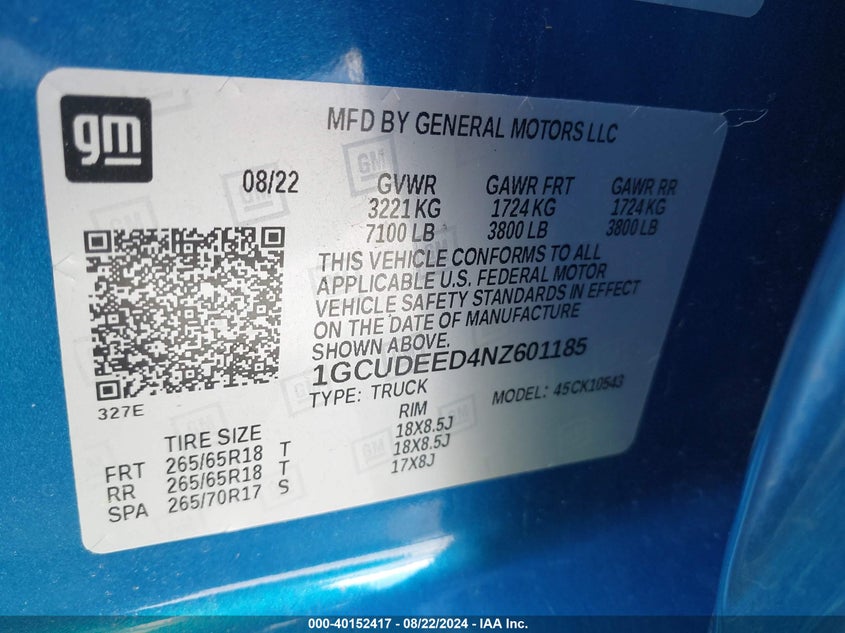 gm
MFD BY GENERAL MOTORS LLC
08/22
GVWR GAWR FRT GAWR RR
3221 KG 1724 KG 1724 KG
7100 LB 3800 LB 3800 LB
THIS VEHICLE CONFORMS TO ALL
APPLICABLE U.S. FEDERAL MOTOR
VEHICLE SAFETY STANDARDS IN EFFECT
ON THE DATE OF MANUFACTURE
SHOWN ABOVE.
1GCUDEED4NZ601185
TYPE: TRUCK MODEL: 45CK10543
327E
TIRE SIZE RIM
FRT 265/65R18 T 18X8.5J
RR 265/65R18 T 18X8.5J
SPA 265/70R17 S 17X8J
000-40152417 - 08/22/2024 - IAA Inc.